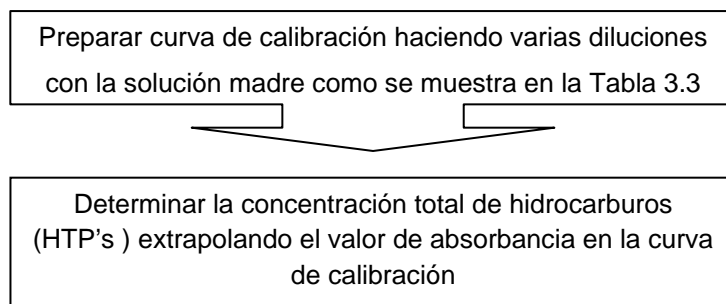 Preparar curva de calibración haciendo varias diluciones
con la solución madre como se muestra en la Tabla 3.3
Determinar la concentración total de hidrocarburos
(HTP's ) extrapolando el valor de absorbancia en la curva
de calibración